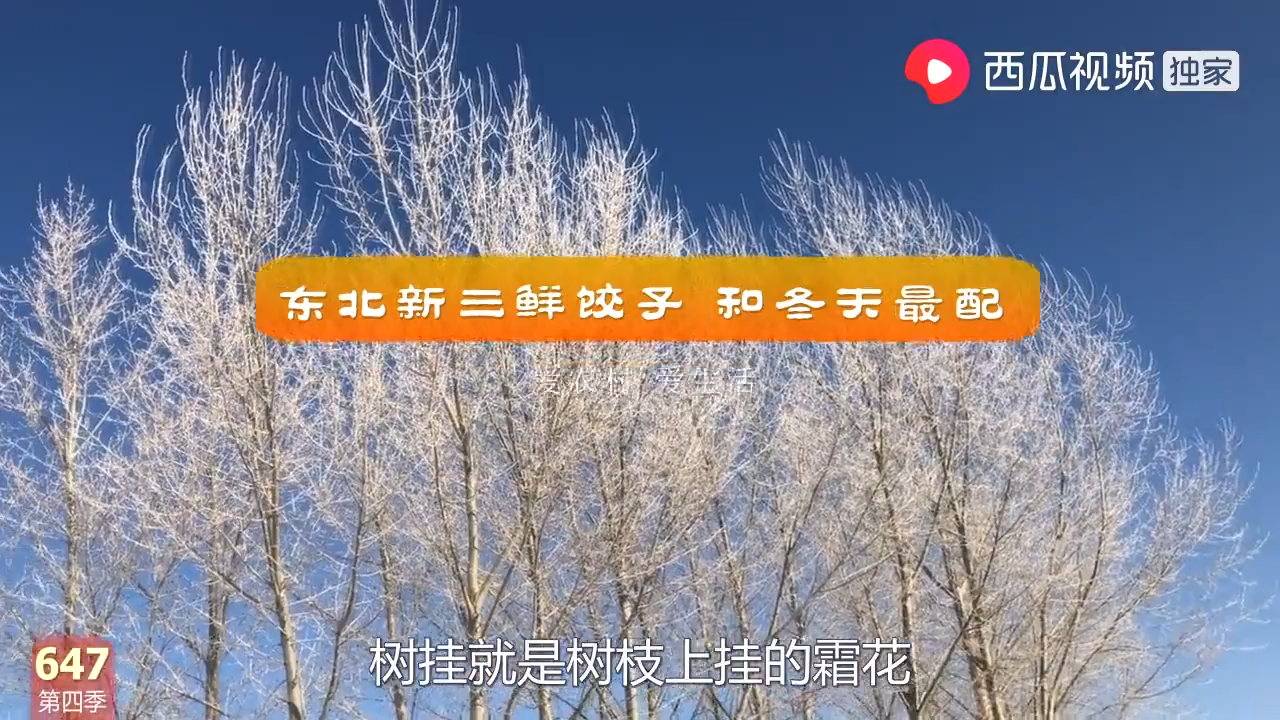 西瓜视频 独家
东北新三鲜饺子 和冬天最配
爱农村 爱生活
树挂就是树枝上挂的霜花
647
第四季